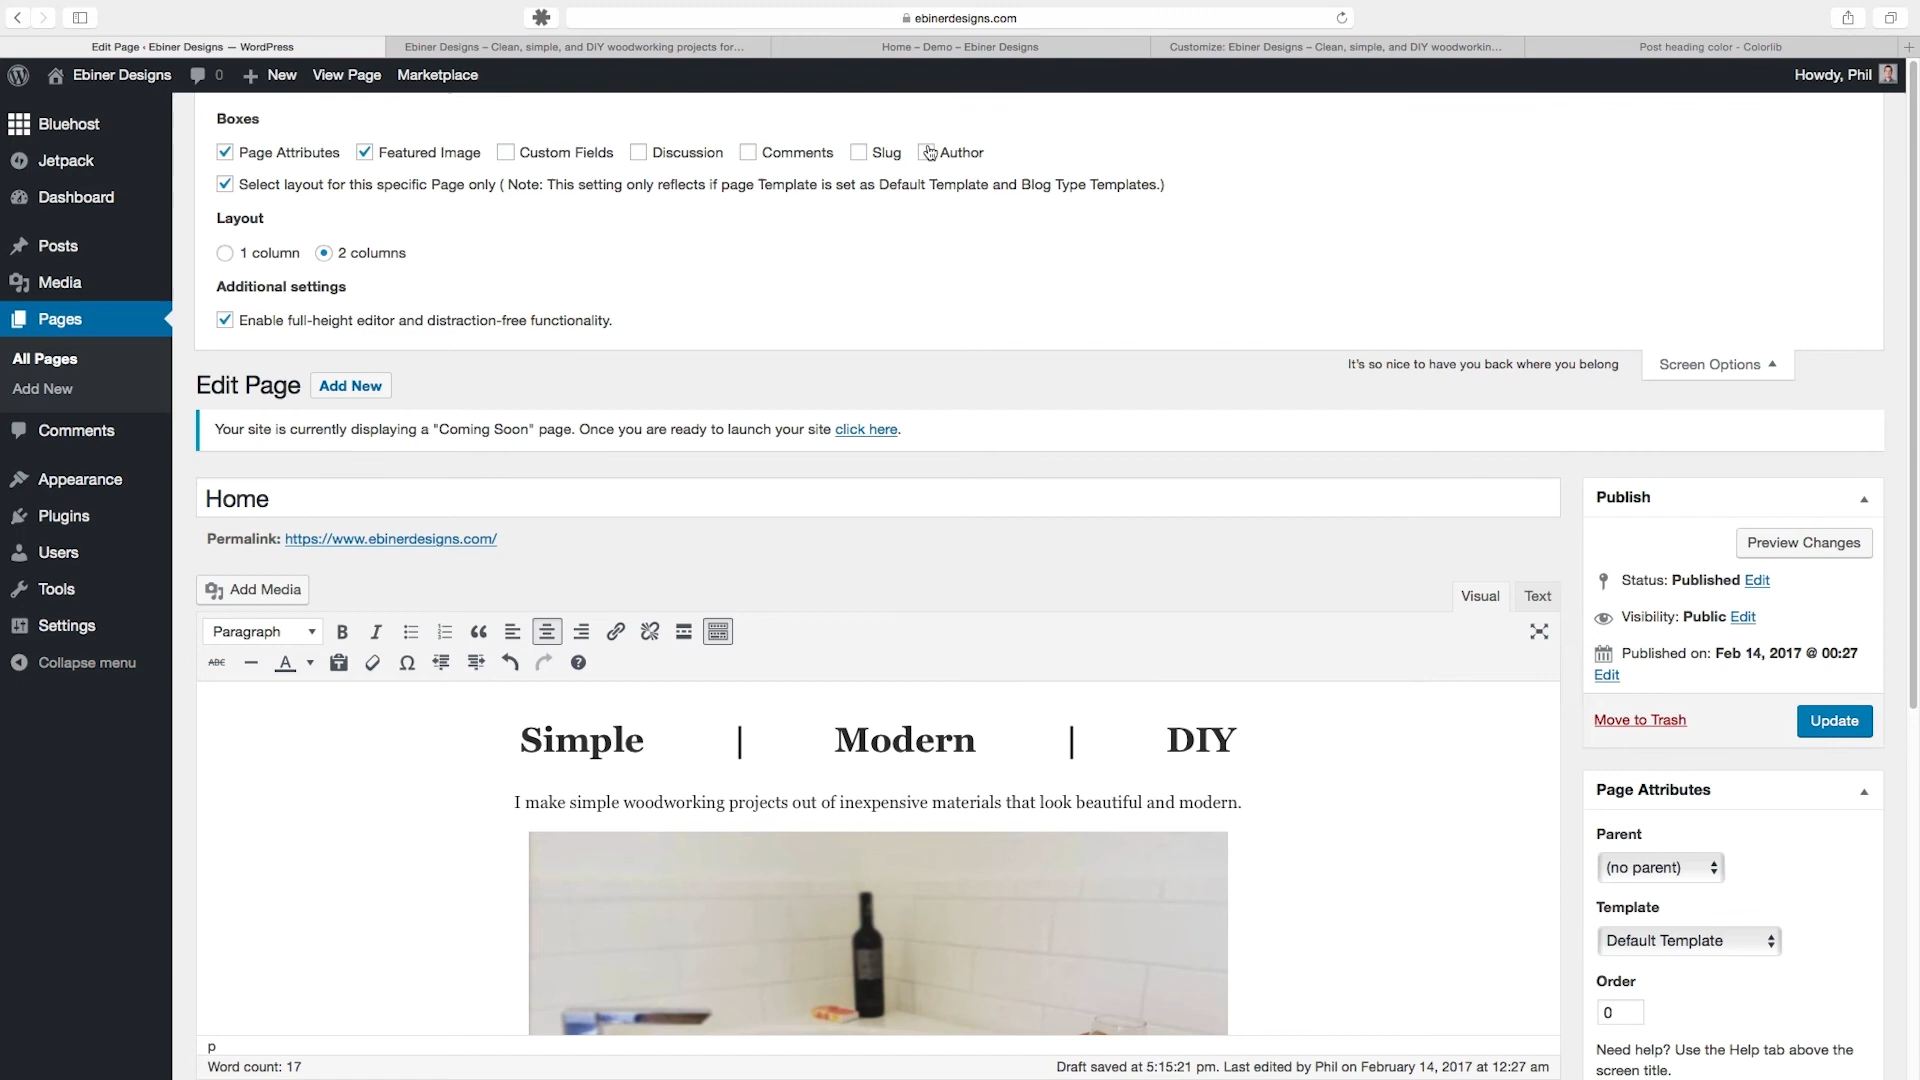 ebinerdesigns.com
Edit Page ‹ Ebiner Designs — WordPress
Ebiner Designs – Clean, simple, and DIY woodworking projects for...
Home – Demo – Ebiner Designs
Customize: Ebiner Designs – Clean, simple, and DIY woodworkin...
Post heading color - Colorlib
Ebiner Designs
0
New
View Page
Marketplace
Howdy, Phil
Bluehost
Jetpack
Dashboard
Posts
Media
Pages
All Pages
Add New
Comments
Appearance
Plugins
Users
Tools
Settings
Collapse menu
Boxes
Page Attributes Featured Image Custom Fields Discussion Comments Slug Author
Select layout for this specific Page only ( Note: This setting only reflects if page Template is set as Default Template and Blog Type Templates.)
Layout
1 column 2 columns
Additional settings
Enable full-height editor and distraction-free functionality.
It's so nice to have you back where you belong
Screen Options
Edit Page Add New
Your site is currently displaying a "Coming Soon" page. Once you are ready to launch your site click here.
Home
Permalink: https://www.ebinerdesigns.com/
Add Media
Visual Text
Paragraph
B I
ABC A Ω
Simple | Modern | DIY
I make simple woodworking projects out of inexpensive materials that look beautiful and modern.
p
Word count: 17
Draft saved at 5:15:21 pm. Last edited by Phil on February 14, 2017 at 12:27 am
Publish
Preview Changes
Status: Published Edit
Visibility: Public Edit
Published on: Feb 14, 2017 @ 00:27
Edit
Move to Trash
Update
Page Attributes
Parent
(no parent)
Template
Default Template
Order
0
Need help? Use the Help tab above the
screen title.